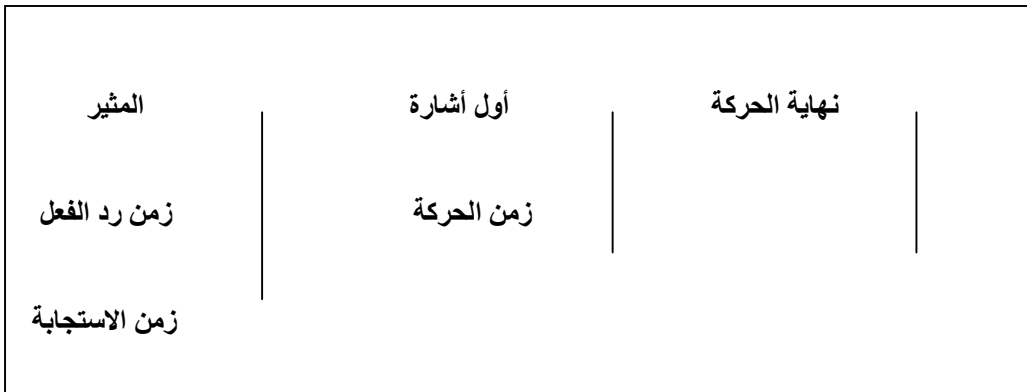 نهاية الحركة أول أشارة المثير
زمن الحركة زمن رد الفعل
زمن الاستجابة